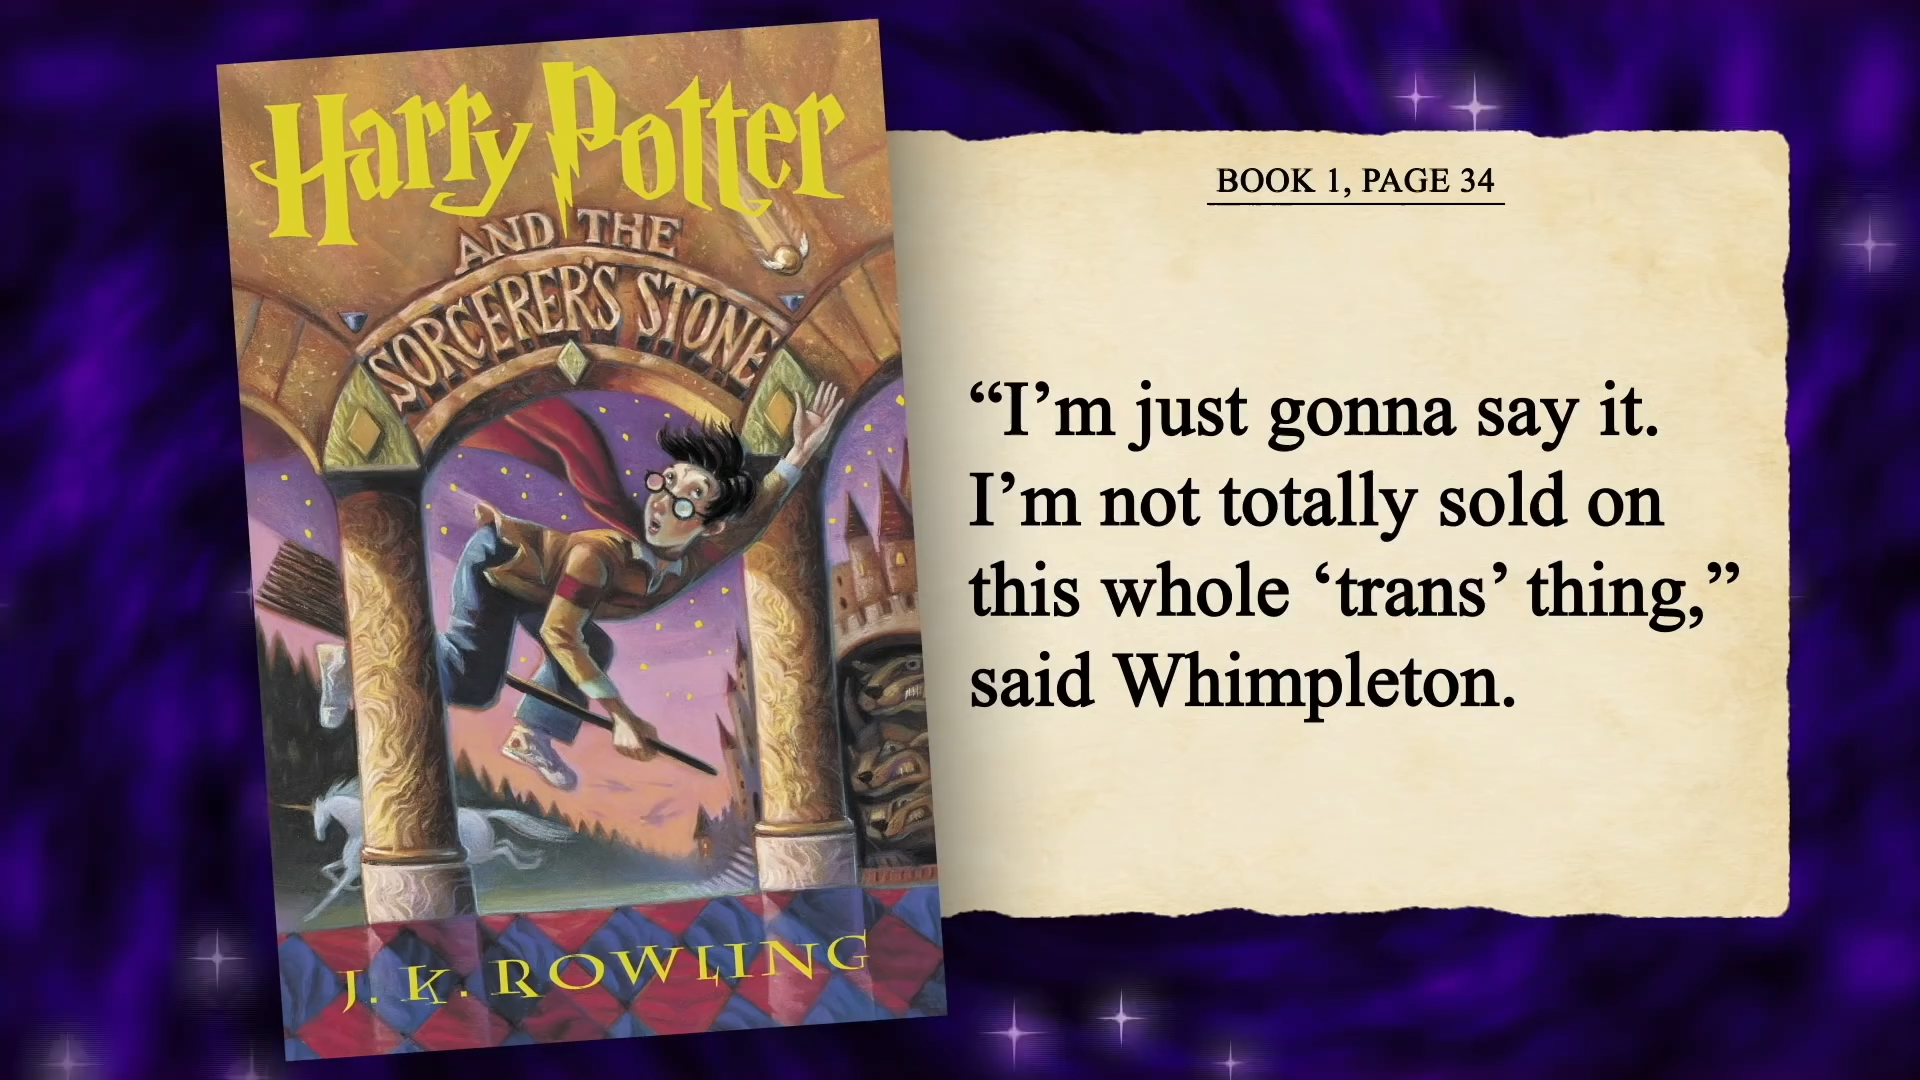 Harry Potter
AND THE
SORCERER'S STONE
J. K. ROWLING
BOOK 1, PAGE 34
“I’m just gonna say it.
I’m not totally sold on
this whole ‘trans’ thing,”
said Whimpleton.